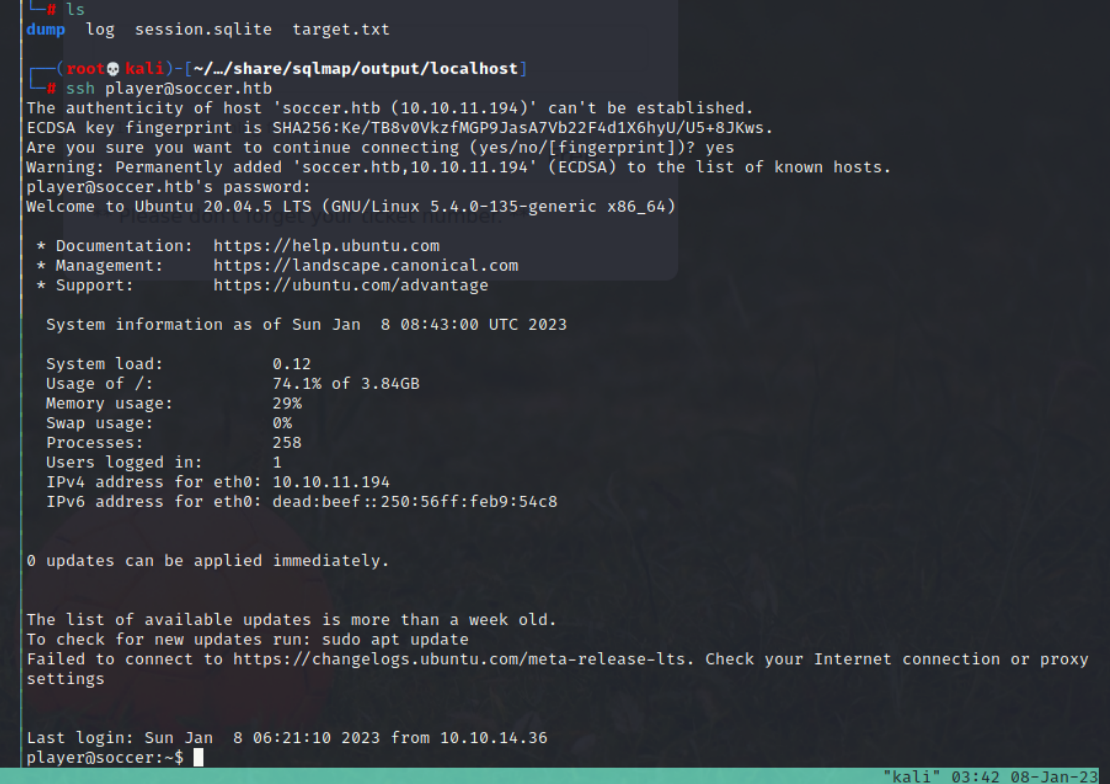 └─# ls
dump  log  session.sqlite  target.txt
┌──(root💀kali)-[~/…/share/sqlmap/output/localhost]
└─# ssh player@soccer.htb
The authenticity of host 'soccer.htb (10.10.11.194)' can't be established.
ECDSA key fingerprint is SHA256:Ke/TB8v0VkzfMGP9JasA7Vb22F4d1X6hyU/U5+8JKws.
Are you sure you want to continue connecting (yes/no/[fingerprint])? yes
Warning: Permanently added 'soccer.htb,10.10.11.194' (ECDSA) to the list of known hosts.
player@soccer.htb's password:
Welcome to Ubuntu 20.04.5 LTS (GNU/Linux 5.4.0-135-generic x86_64)
Please don't forget your ticket number.
 * Documentation:  https://help.ubuntu.com
 * Management:     https://landscape.canonical.com
 * Support:        https://ubuntu.com/advantage
  System information as of Sun Jan  8 08:43:00 UTC 2023
  System load:           0.12
  Usage of /:            74.1% of 3.84GB
  Memory usage:          29%
  Swap usage:            0%
  Processes:             258
  Users logged in:       1
  IPv4 address for eth0: 10.10.11.194
  IPv6 address for eth0: dead:beef::250:56ff:feb9:54c8
0 updates can be applied immediately.
The list of available updates is more than a week old.
To check for new updates run: sudo apt update
Failed to connect to https://changelogs.ubuntu.com/meta-release-lts. Check your Internet connection or proxy
settings
Last login: Sun Jan  8 06:21:10 2023 from 10.10.14.36
player@soccer:~$
"kali" 03:42 08-Jan-23